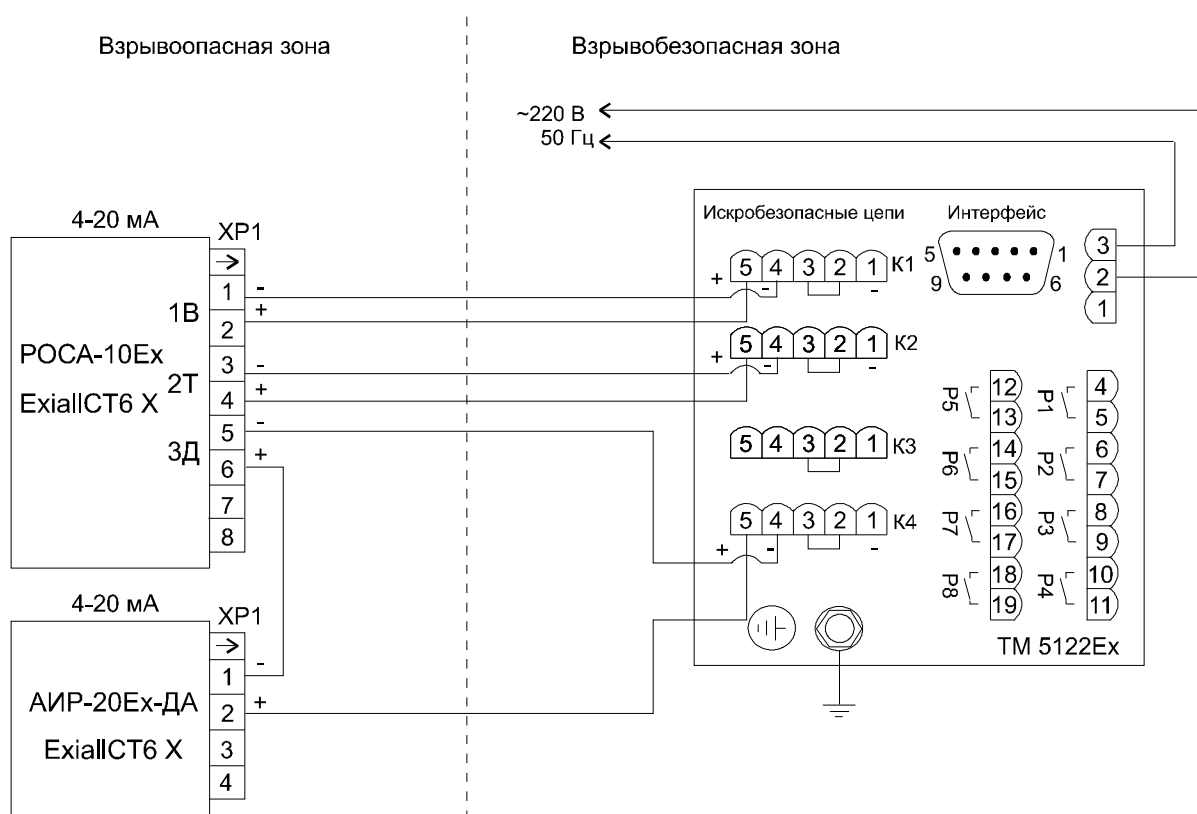 Взрывоопасная зона
Взрывобезопасная зона
~220 В
50 Гц
4-20 мА
XP1
1
2
3
4
5
6
7
8
- 
+
-
+
-
+
1В
2Т
3Д
РОСА-10Ех
ExiaIICT6 X
4-20 мА
XP1
1
2
3
4
-
+
АИР-20Ех-ДА
ExiaIICT6 X
Искробезопасные цепи
Интерфейс
5 4 3 2 1 К1
+ - -
5 4 3 2 1 К2
+ - -
5 4 3 2 1 К3
5 4 3 2 1 К4
+ - -
5 1
9 6
3
2
1
Р5 12 13
Р6 14 15
Р7 16 17
Р8 18 19
Р1 4 5
Р2 6 7
Р3 8 9
Р4 10 11
ТМ 5122Ех